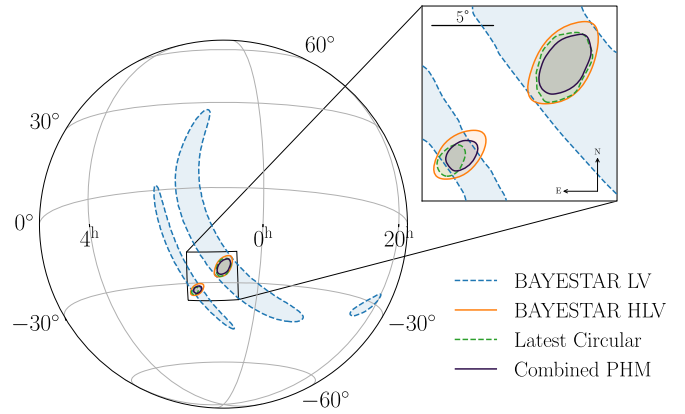 60°
5°
30°
0°
4h
0h
20h
N
E
−30°
−30°
−60°
BAYESTAR LV
BAYESTAR HLV
Latest Circular
Combined PHM